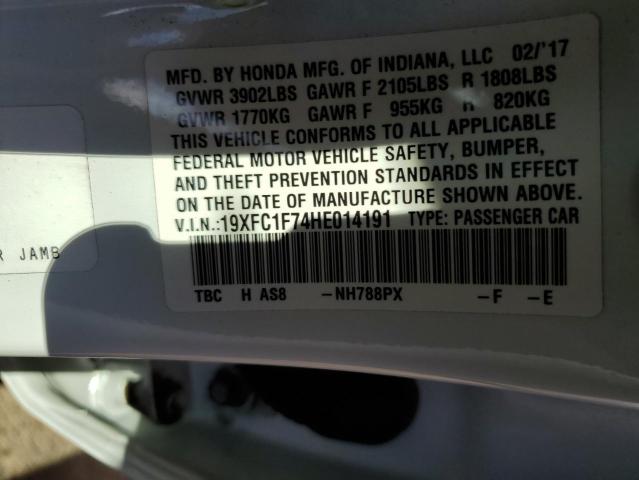 MFD. BY HONDA MFG. OF INDIANA, LLC 02/'17
GVWR 3902LBS GAWR F 2105LBS R 1808LBS
GVWR 1770KG GAWR F 955KG R 820KG
THIS VEHICLE CONFORMS TO ALL APPLICABLE
FEDERAL MOTOR VEHICLE SAFETY, BUMPER,
AND THEFT PREVENTION STANDARDS IN EFFECT
ON THE DATE OF MANUFACTURE SHOWN ABOVE.
V.I.N.:19XFC1F74HE014191 TYPE: PASSENGER CAR
TBC H AS8 -NH788PX -F -E
JAMB